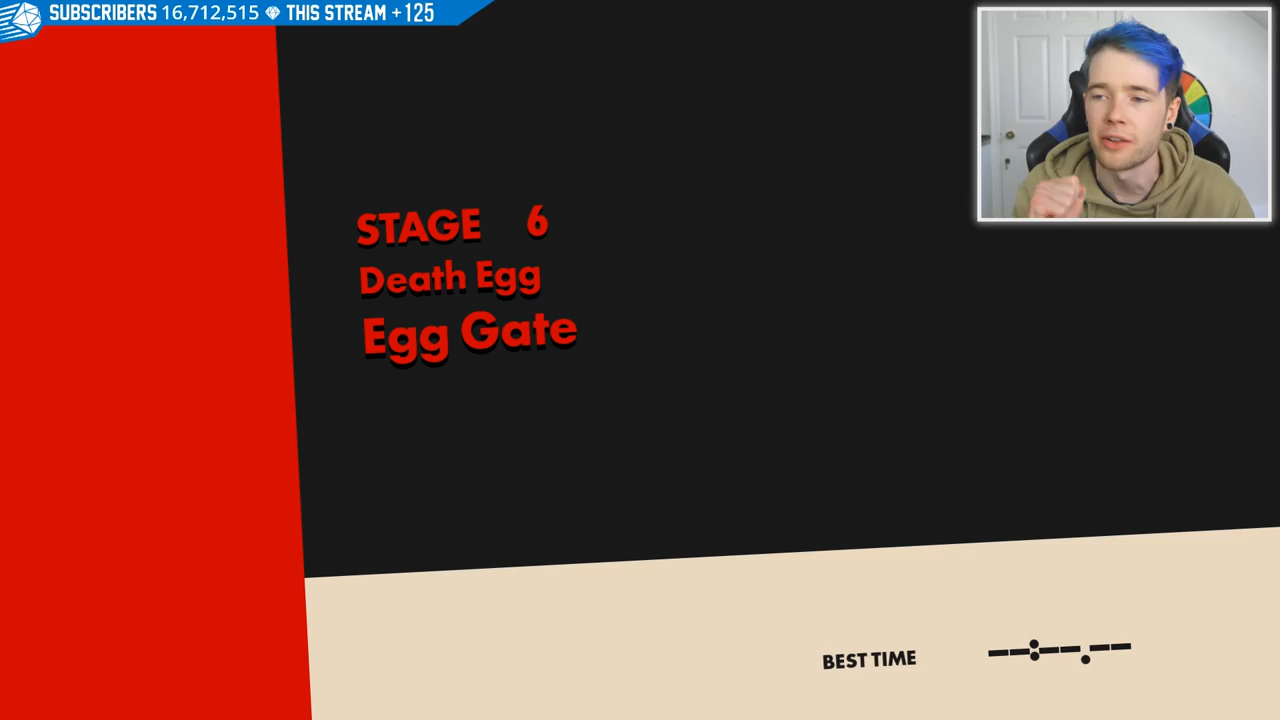 SUBSCRIBERS 16,712,515 THIS STREAM +125
STAGE 6
Death Egg
Egg Gate
BEST TIME --:--.--